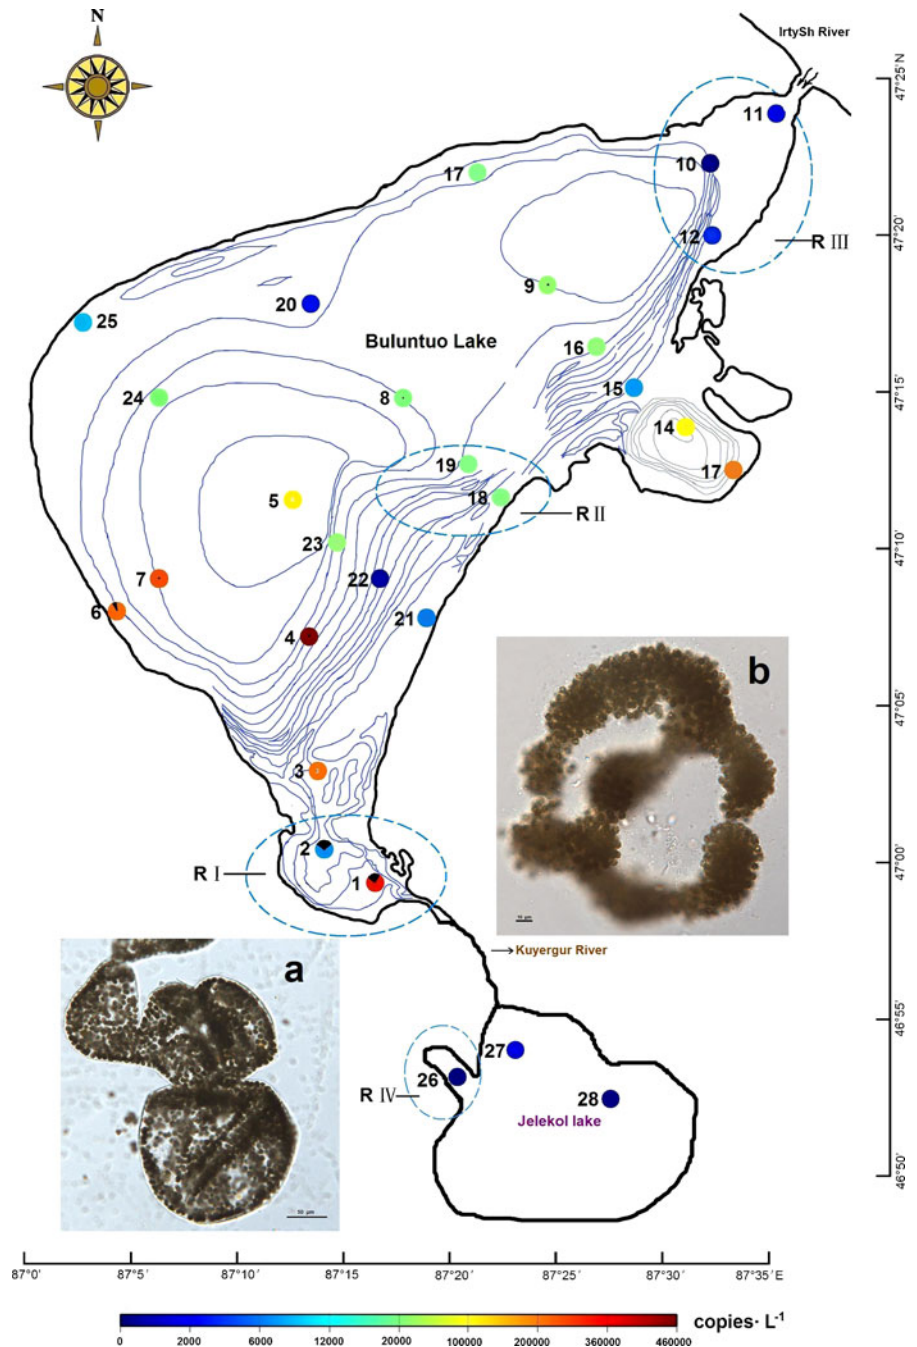 N
IrtySh River
47°25'N
11
17
10
47°20'
12
R III
9
20
25
Buluntuo Lake
16
47°15'
24
8
15
14
19
17
5
18
R II
23
47°10'
7
22
6
21
4
b
47°05'
3
2
47°00'
R I
1
10 µm
Kuyergur River
a
46°55'
27
26
R IV
28
Jelekol lake
46°50'
30 µm
87°0' 87°5' 87°10' 87°15' 87°20' 87°25' 87°30' 87°35'E
copies· L-1
0 2000 6000 12000 20000 100000 200000 360000 460000